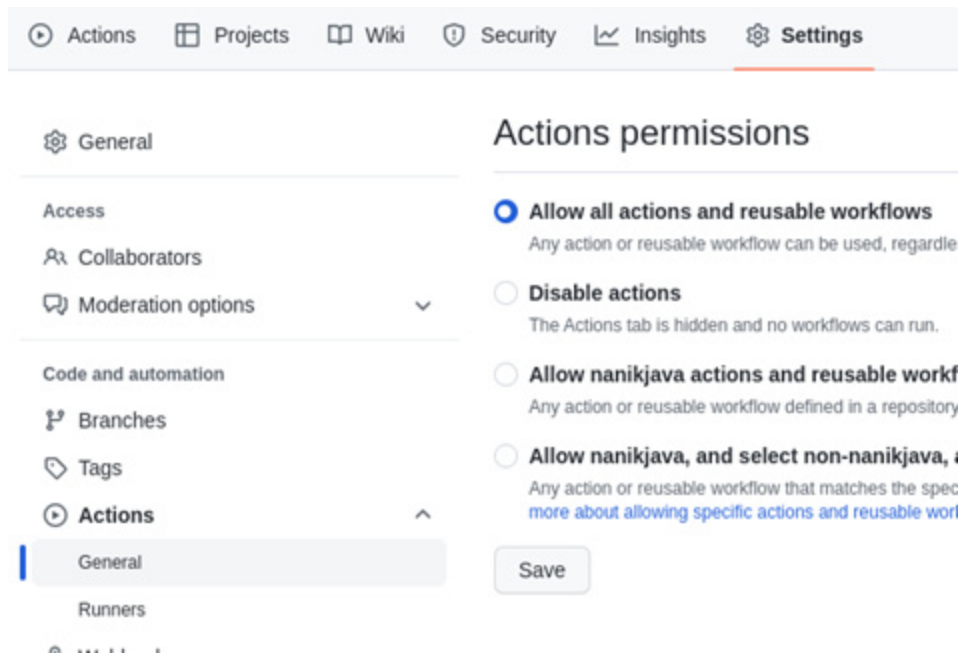 Actions Projects Wiki Security Insights Settings
General
Access
Collaborators
Moderation options
Code and automation
Branches
Tags
Actions
General
Runners
Actions permissions
Allow all actions and reusable workflows
Any action or reusable workflow can be used, regardle
Disable actions
The Actions tab is hidden and no workflows can run.
Allow nanikjava actions and reusable workf
Any action or reusable workflow defined in a repository
Allow nanikjava, and select non-nanikjava, a
Any action or reusable workflow that matches the spec
more about allowing specific actions and reusable worl
Save